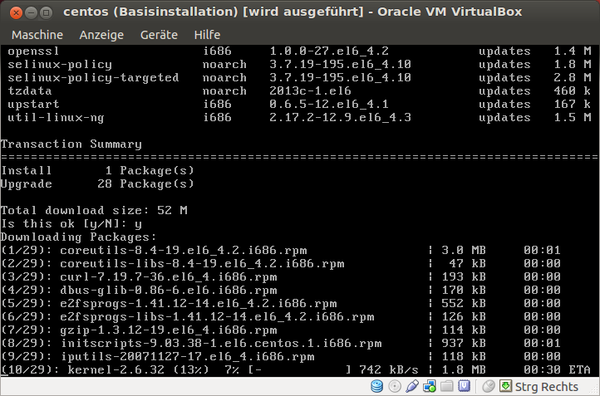 centos (Basisinstallation) [wird ausgeführt] - Oracle VM VirtualBox
Maschine Anzeige Geräte Hilfe
openssl i686 1.0.0-27.el6_4.2 updates 1.4 M
selinux-policy noarch 3.7.19-195.el6_4.10 updates 1.8 M
selinux-policy-targeted noarch 3.7.19-195.el6_4.10 updates 2.8 M
tzdata noarch 2013c-1.el6 updates 460 k
upstart i686 0.6.5-12.el6_4.1 updates 167 k
util-linux-ng i686 2.17.2-12.9.el6_4.3 updates 1.5 M
Transaction Summary
================================================================================
Install 1 Package(s)
Upgrade 28 Package(s)
Total download size: 52 M
Is this ok [y/N]: y
Downloading Packages:
(1/29): coreutils-8.4-19.el6_4.2.i686.rpm | 3.0 MB 00:01
(2/29): coreutils-libs-8.4-19.el6_4.2.i686.rpm | 47 kB 00:00
(3/29): curl-7.19.7-36.el6_4.i686.rpm | 193 kB 00:00
(4/29): dbus-glib-0.86-6.el6.i686.rpm | 170 kB 00:00
(5/29): e2fsprogs-1.41.12-14.el6_4.2.i686.rpm | 552 kB 00:00
(6/29): e2fsprogs-libs-1.41.12-14.el6_4.2.i686.rpm | 126 kB 00:00
(7/29): gzip-1.3.12-19.el6_4.i686.rpm | 114 kB 00:00
(8/29): initscripts-9.03.38-1.el6.centos.1.i686.rpm | 937 kB 00:01
(9/29): iputils-20071127-17.el6_4.i686.rpm | 118 kB 00:00
(10/29): kernel-2.6.32 (13%) 7% [- ] 742 kB/s | 1.8 MB 00:30 ETA
Strg Rechts